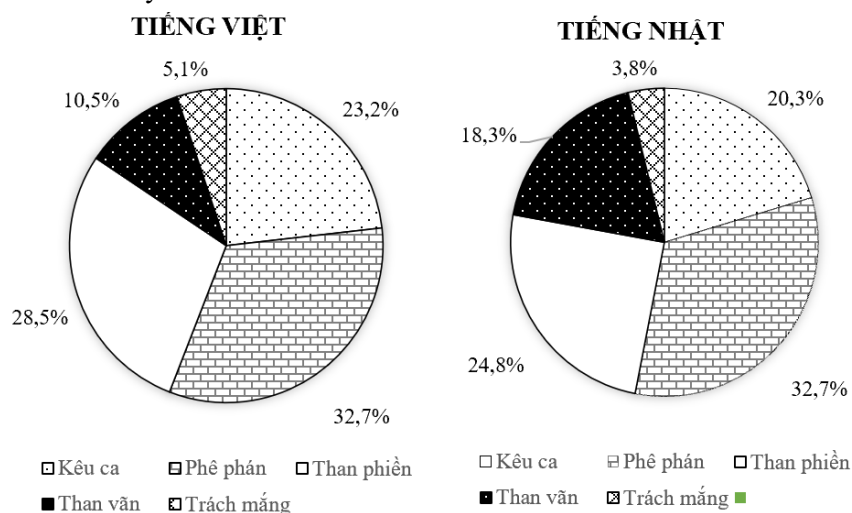 TIẾNG VIỆT
5,1%
10,5%
23,2%
28,5%
32,7%
Kêu ca Phê phán Than phiền
Than vãn Trách mắng
TIẾNG NHẬT
3,8%
20,3%
18,3%
24,8%
32,7%
Kêu ca Phê phán Than phiền
Than vãn Trách mắng